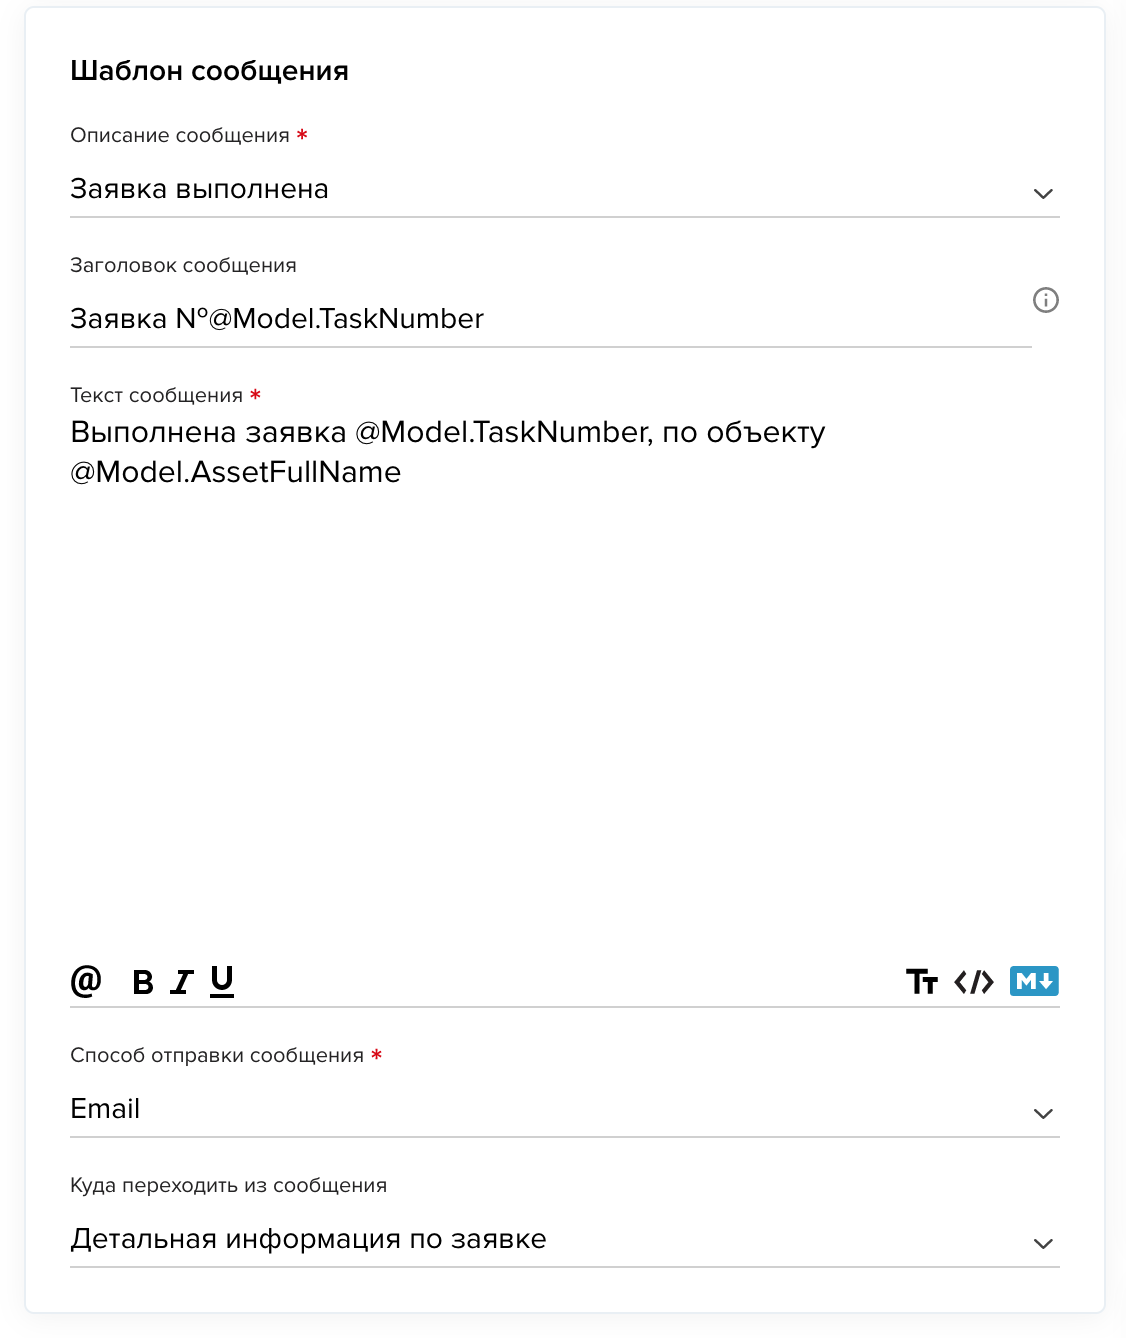 Шаблон сообщения
Описание сообщения *
Заявка выполнена
Заголовок сообщения
Заявка №@Model.TaskNumber
Текст сообщения *
Выполнена заявка @Model.TaskNumber, по объекту
@Model.AssetFullName
@ B I U Tт </> M↓
Способ отправки сообщения *
Email
Куда переходить из сообщения
Детальная информация по заявке